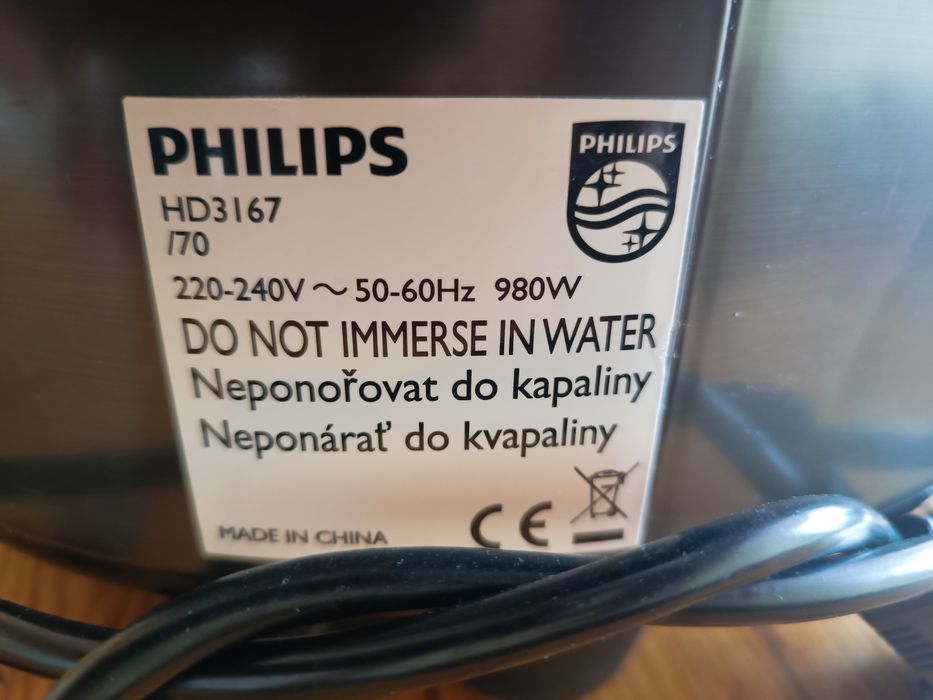 PHILIPS
PHILIPS
HD3167
/70
220-240V ~ 50-60Hz 980W
DO NOT IMMERSE IN WATER
Neponořovat do kapaliny
Neponárať do kvapaliny
MADE IN CHINA
CE